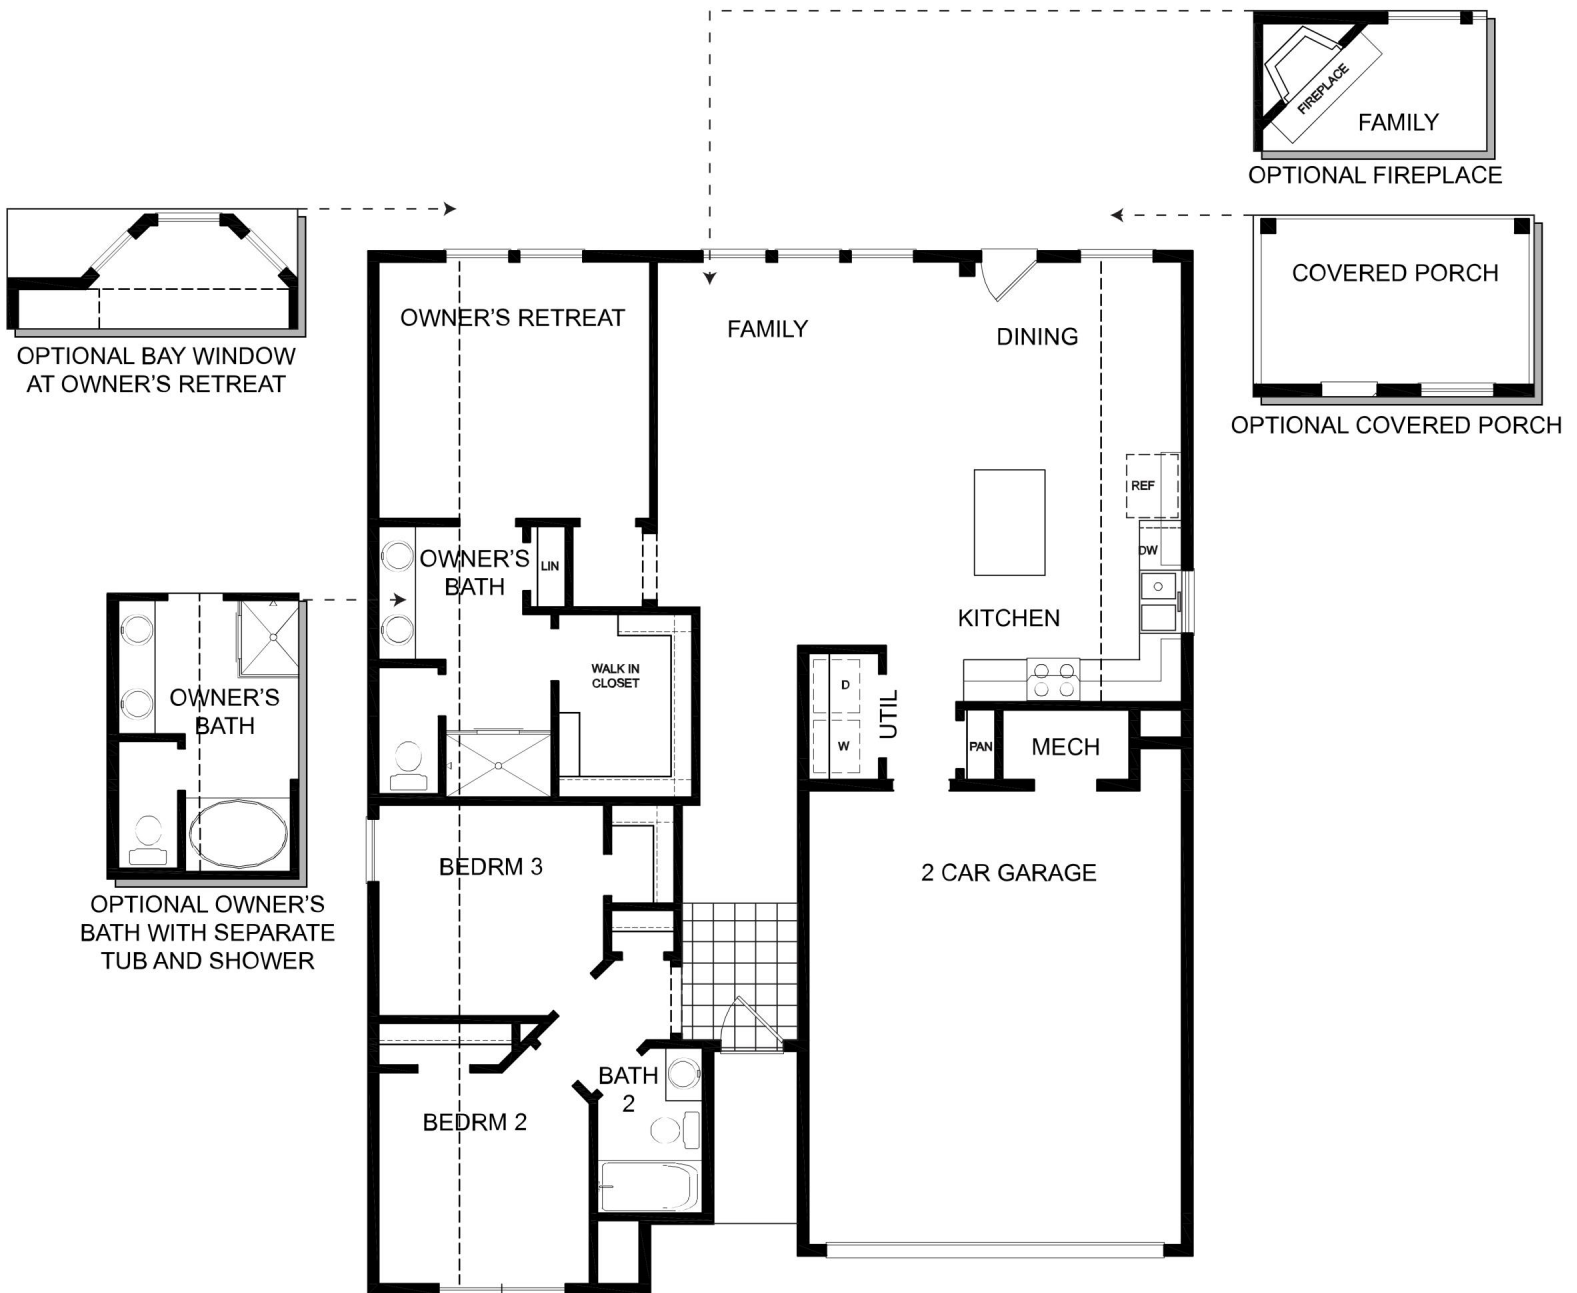 FIREPLACE
FAMILY
OPTIONAL FIREPLACE
COVERED PORCH
OPTIONAL COVERED PORCH
OPTIONAL BAY WINDOW
AT OWNER'S RETREAT
OWNER'S RETREAT
FAMILY
DINING
REF
DW
OWNER'S
BATH
LIN
KITCHEN
WALK IN
CLOSET
D
W
UTIL
PAN
MECH
OWNER'S
BATH
OPTIONAL OWNER'S
BATH WITH SEPARATE
TUB AND SHOWER
BEDRM 3
2 CAR GARAGE
BATH
2
BEDRM 2